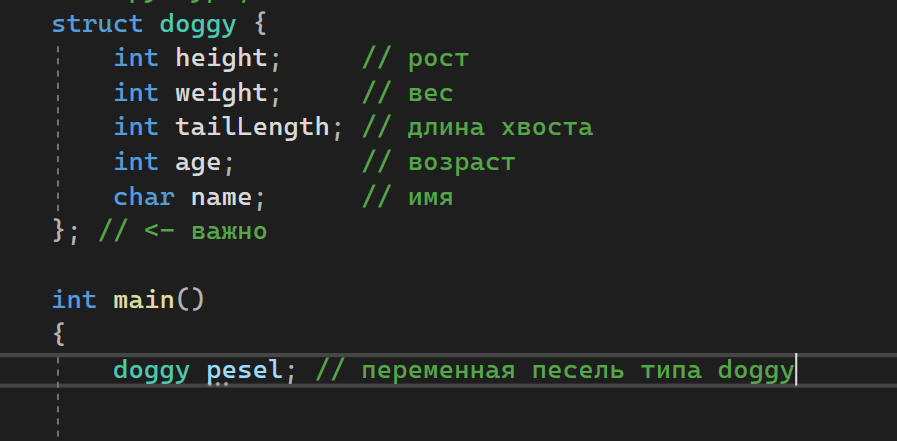 struct doggy {
int height; // рост
int weight; // вес
int tailLength; // длина хвоста
int age; // возраст
char name; // имя
}; // <- важно
int main()
{
doggy pesel; // переменная песель типа doggy